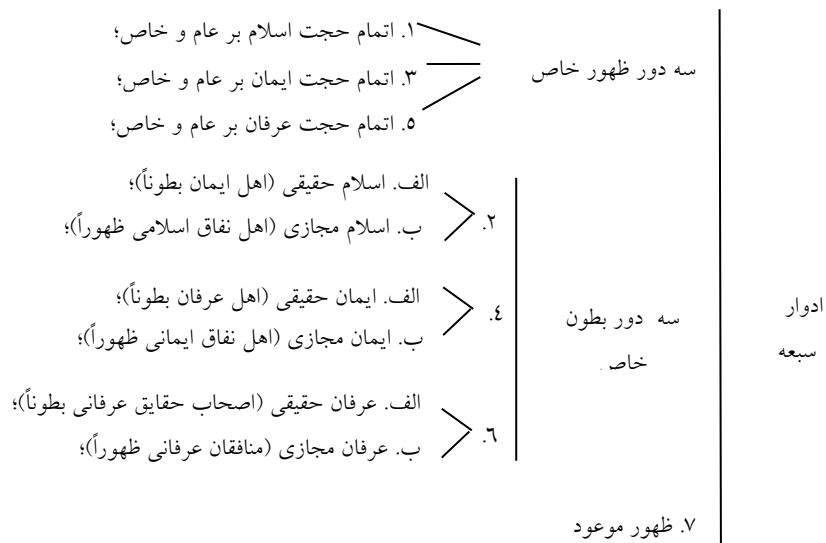 ادوار
سبعه
سه دور ظهور خاص
۱. اتمام حجت اسلام بر عام و خاص؛
۳. اتمام حجت ایمان بر عام و خاص؛
۵. اتمام حجت عرفان بر عام و خاص؛
سه دور بطون
خاص
۲.
الف. اسلام حقیقی (اهل ایمان بطوناً)؛
ب. اسلام مجازی (اهل نفاق اسلامی ظهوراً)؛
۴.
الف. ایمان حقیقی (اهل عرفان بطوناً)؛
ب. ایمان مجازی (اهل نفاق ایمانی ظهوراً)؛
۶.
الف. عرفان حقیقی (اصحاب حقایق عرفانی بطوناً)؛
ب. عرفان مجازی (منافقان عرفانی ظهوراً)؛
۷. ظهور موعود